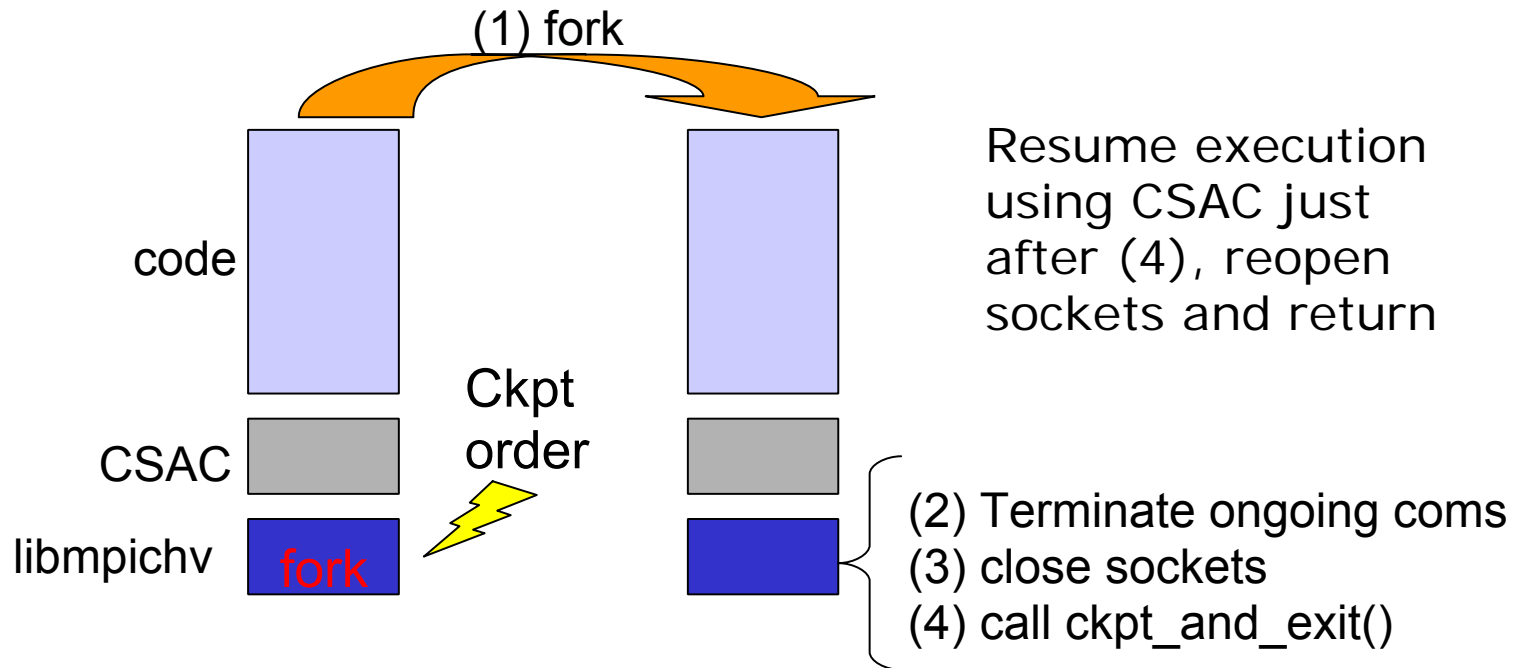 (1) fork
Resume execution
using CSAC just
after (4), reopen
sockets and return
code
Ckpt
order
CSAC
libmpichv
fork
(2) Terminate ongoing coms
(3) close sockets
(4) call ckpt_and_exit()